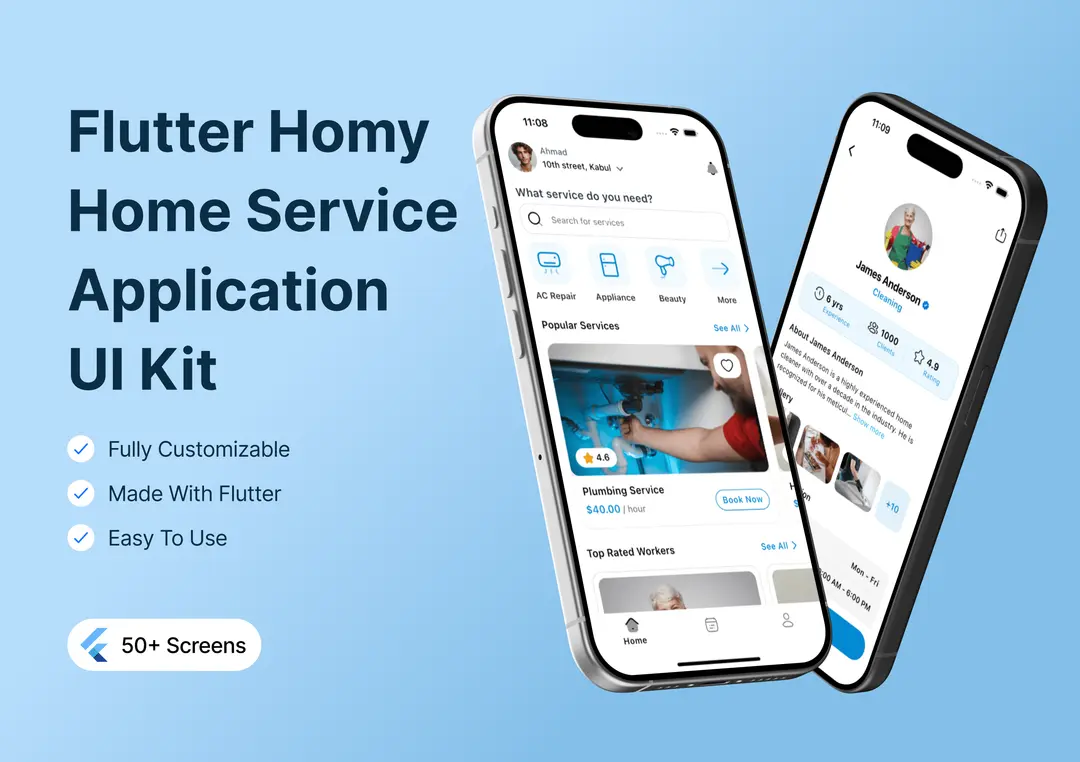 Flutter Homy
Home Service
Application
UI Kit
Fully Customizable
Made With Flutter
Easy To Use
50+ Screens
11:08
Ahmad
10th street, Kabul
What service do you need?
Search for services
AC Repair
Appliance
Beauty
More
Popular Services
See All
4.6
Plumbing Service
$40.00 / hour
Book Now
Top Rated Workers
See All
Home
11:09
James Anderson
Cleaning
6 yrs
Experience
1000
Clients
4.9
Rating
About James Anderson
James Anderson is a highly experienced home
cleaner with over a decade in the industry. He is
recognized for his meticul... Show more
+10
Mon - Fri
:00 AM - 6:00 PM